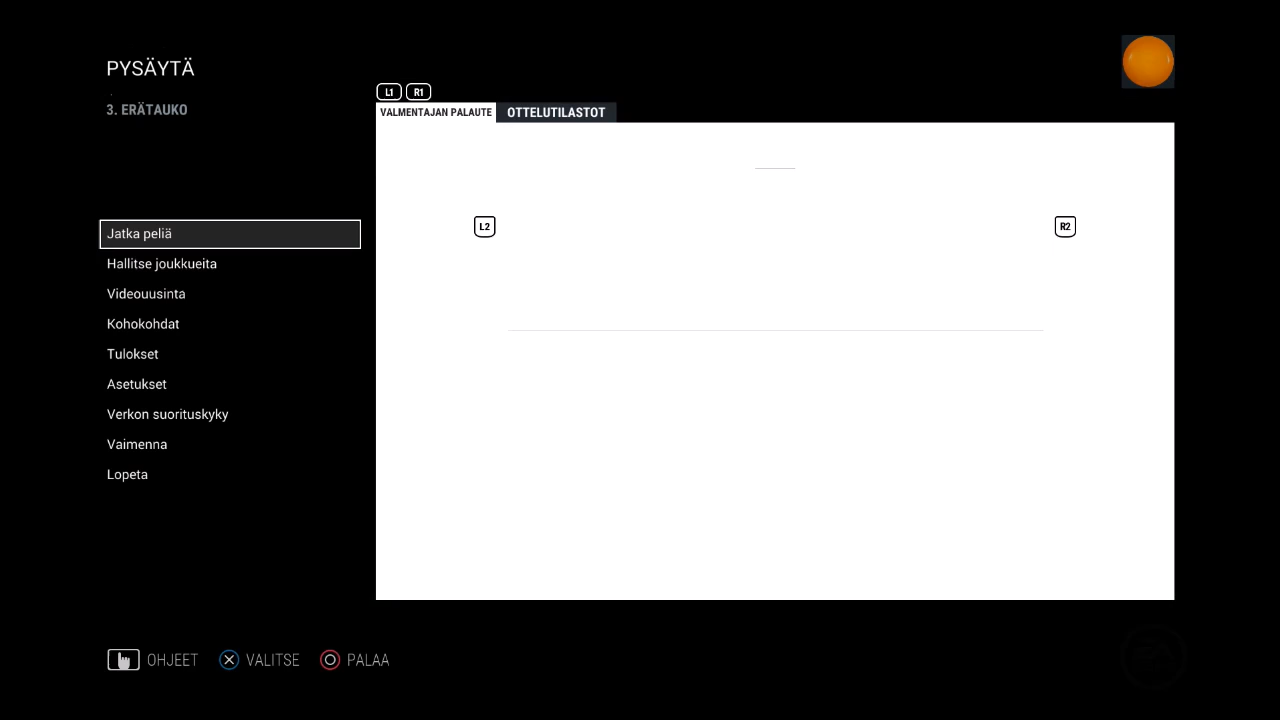 PYSÄYTÄ
3. ERÄTAUKO
L1 R1
VALMENTAJAN PALAUTE OTTELUTILASTOT
L2 R2
Jatka peliä
Hallitse joukkueita
Videouusinta
Kohokohdat
Tulokset
Asetukset
Verkon suorituskyky
Vaimenna
Lopeta
OHJEET VALITSE PALAA